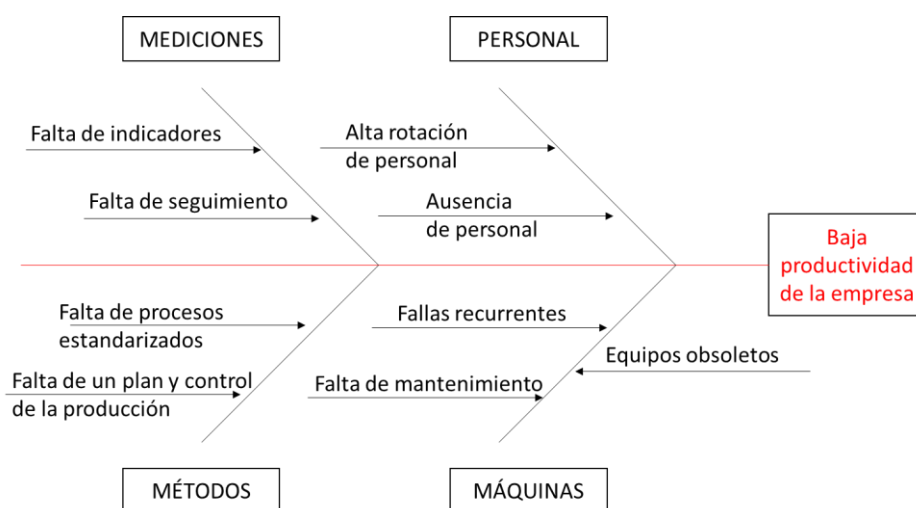 MEDICIONES
PERSONAL
Falta de indicadores
Alta rotación
de personal
Falta de seguimiento
Ausencia
de personal
Baja
productividad
de la empresa
Falta de procesos
estandarizados
Fallas recurrentes
Equipos obsoletos
Falta de un plan y control
de la producción
Falta de mantenimiento
MÉTODOS
MÁQUINAS